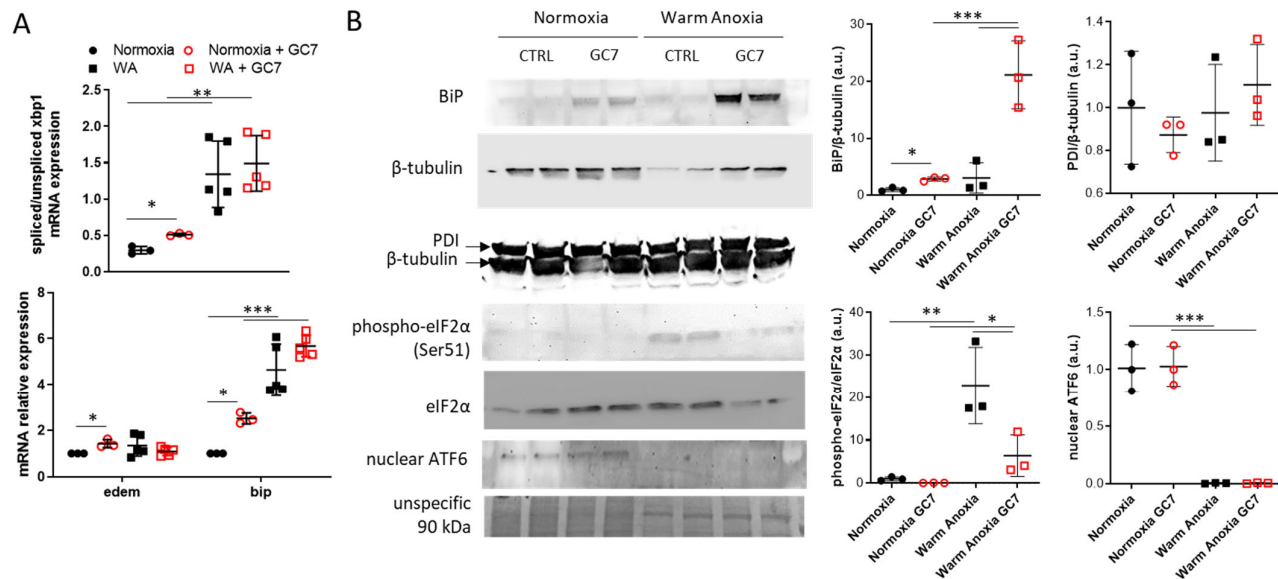 A
Normoxia
Normoxia + GC7
WA
WA + GC7
spliced/unspliced xbp1
mRNA expression
2.5
2.0
1.5
1.0
0.5
0.0
**
*
mRNA relative expression
8
6
4
2
0
***
*
*
edem
bip
B
Normoxia
Warm Anoxia
CTRL
GC7
CTRL
GC7
BiP
β-tubulin
PDI
β-tubulin
phospho-eIF2α
(Ser51)
eIF2α
nuclear ATF6
unspecific
90 kDa
BiP/β-tubulin (a.u.)
30
20
10
0
***
*
Normoxia
Normoxia GC7
Warm Anoxia
Warm Anoxia GC7
PDI/β-tubulin (a.u.)
1.4
1.2
1.0
0.8
0.6
Normoxia
Normoxia GC7
Warm Anoxia
Warm Anoxia GC7
phospho-eIF2α/eIF2α (a.u.)
40
30
20
10
0
**
*
Normoxia
Normoxia GC7
Warm Anoxia
Warm Anoxia GC7
nuclear ATF6 (a.u.)
1.5
1.0
0.5
0.0
***
Normoxia
Normoxia GC7
Warm Anoxia
Warm Anoxia GC7